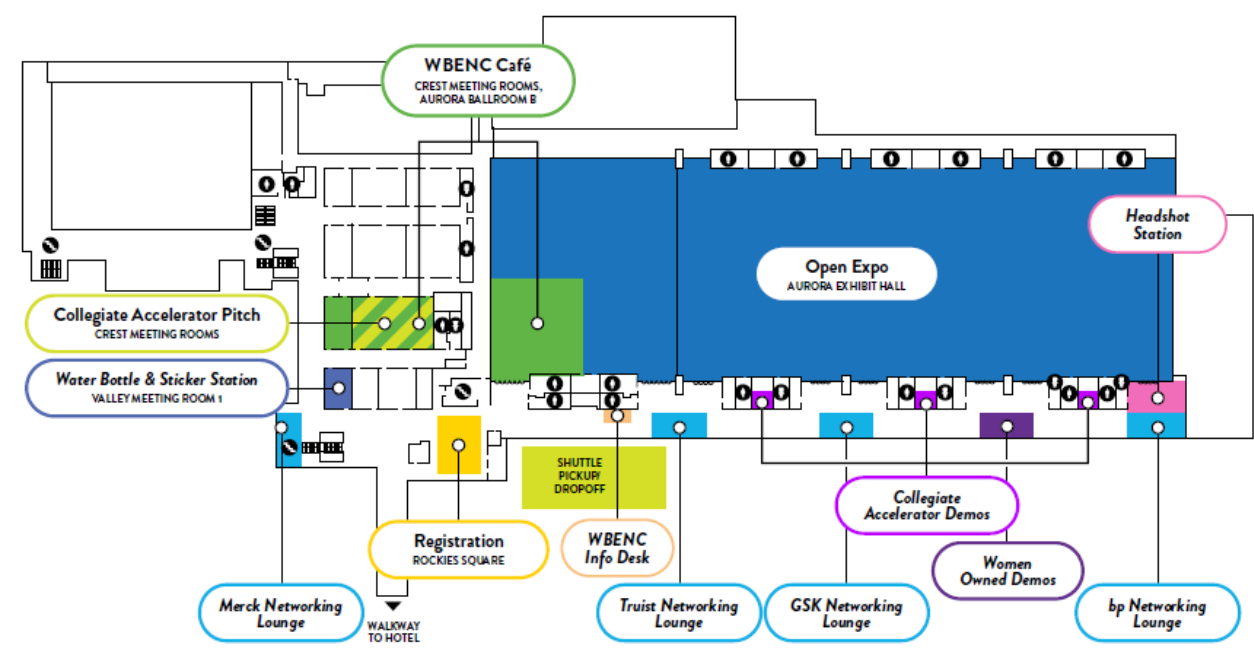 WBENC Café
CREST MEETING ROOMS,
AURORA BALLROOM B
Headshot
Station
Open Expo
AURORA EXHIBIT HALL
Collegiate Accelerator Pitch
CREST MEETING ROOMS
Water Bottle & Sticker Station
VALLEY MEETING ROOM 1
SHUTTLE
PICKUP/
DROPOFF
Collegiate
Accelerator Demos
Registration
ROCKIES SQUARE
WBENC
Info Desk
Women
Owned Demos
Merck Networking
Lounge
WALKWAY
TO HOTEL
Truist Networking
Lounge
GSK Networking
Lounge
bp Networking
Lounge